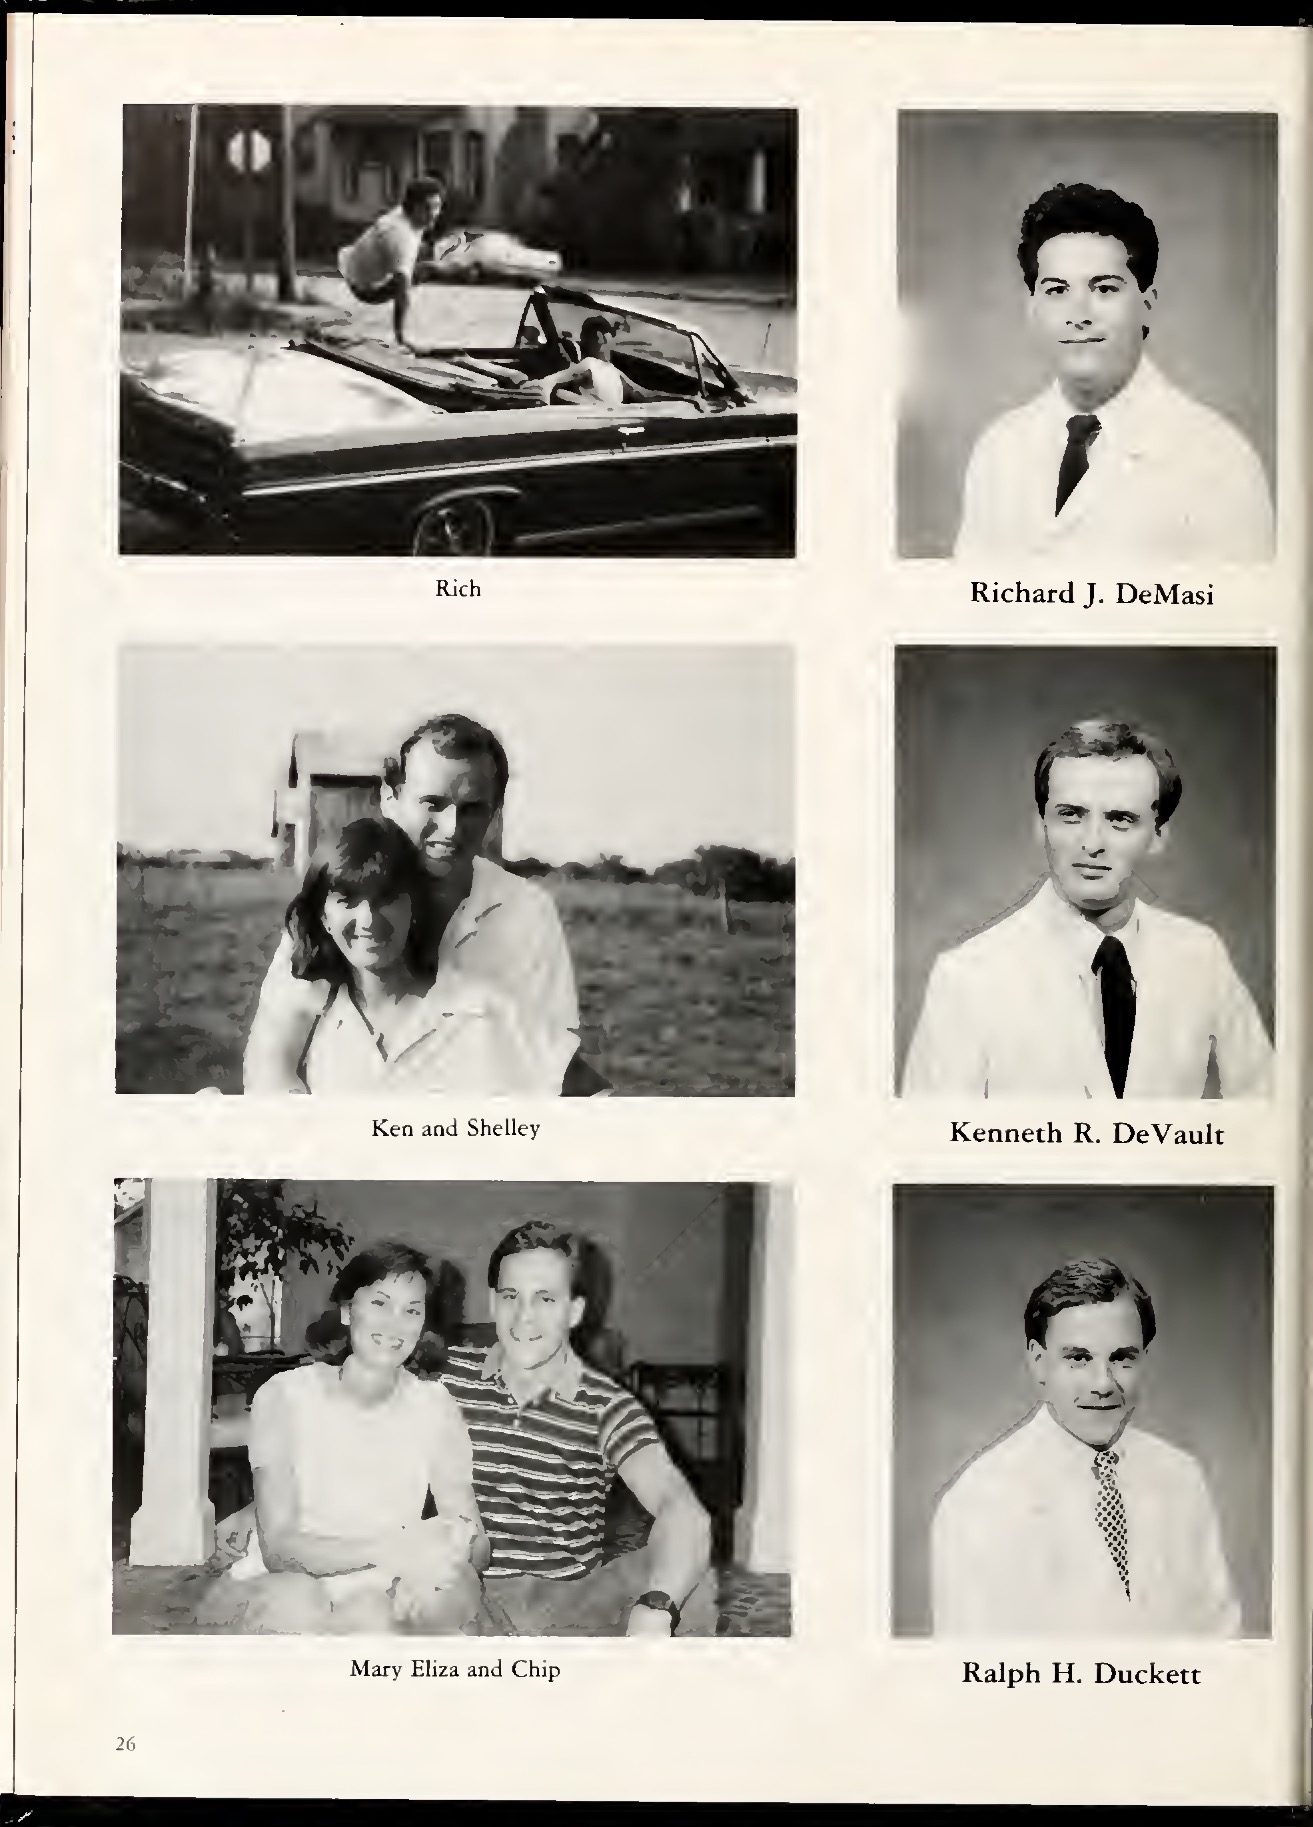 Rich
Richard J. DeMasi
Ken and Shelley
Kenneth R. DeVault
Mary Eliza and Chip
Ralph H. Duckett
26